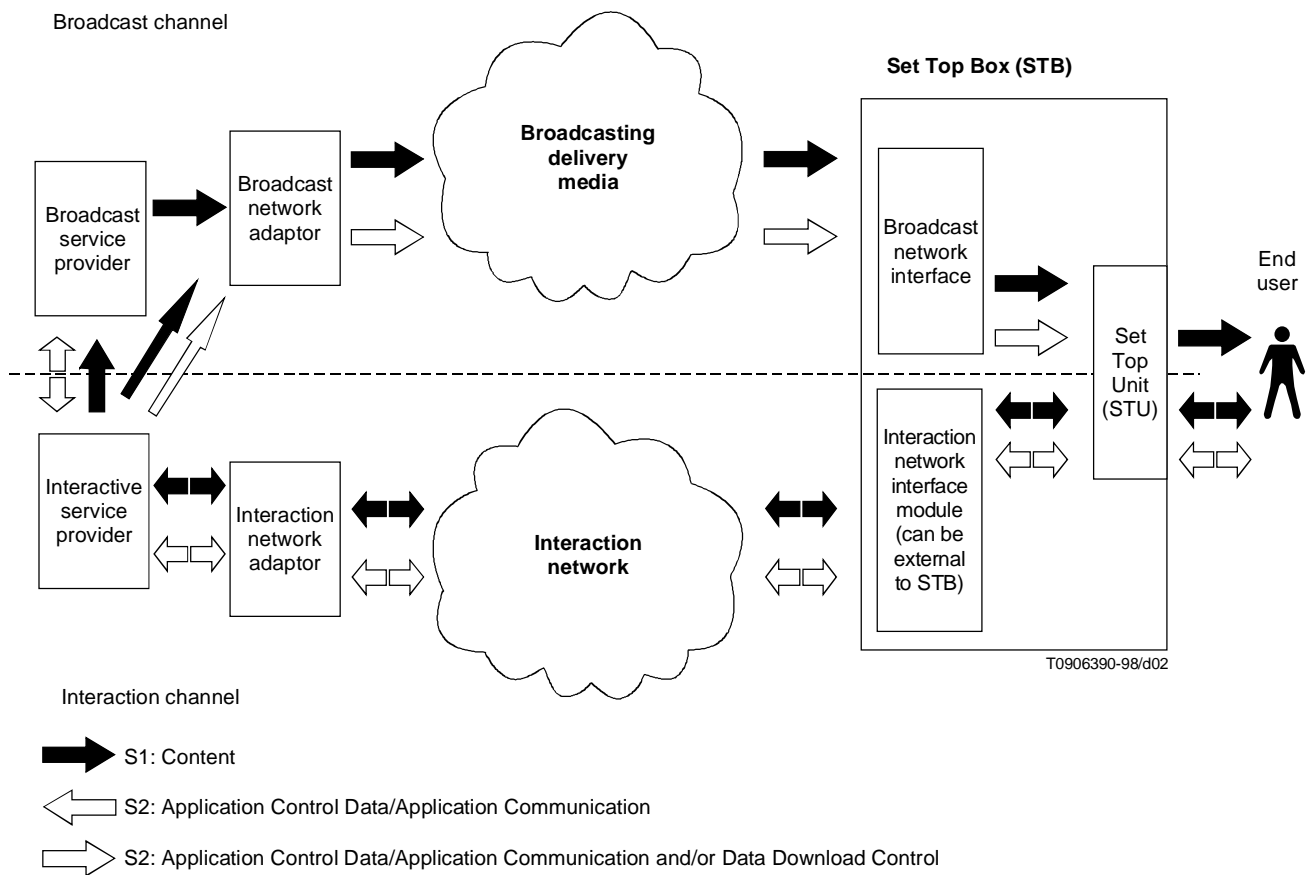 Broadcast channel
Set Top Box (STB)
Broadcast
service
provider
Broadcast
network
adaptor
Broadcasting
delivery
media
Broadcast
network
interface
End
user
Set
Top
Unit
(STU)
Interactive
service
provider
Interaction
network
adaptor
Interaction
network
Interaction
network
interface
module
(can be
external
to STB)
T0906390-98/d02
Interaction channel
S1: Content
S2: Application Control Data/Application Communication
S2: Application Control Data/Application Communication and/or Data Download Control